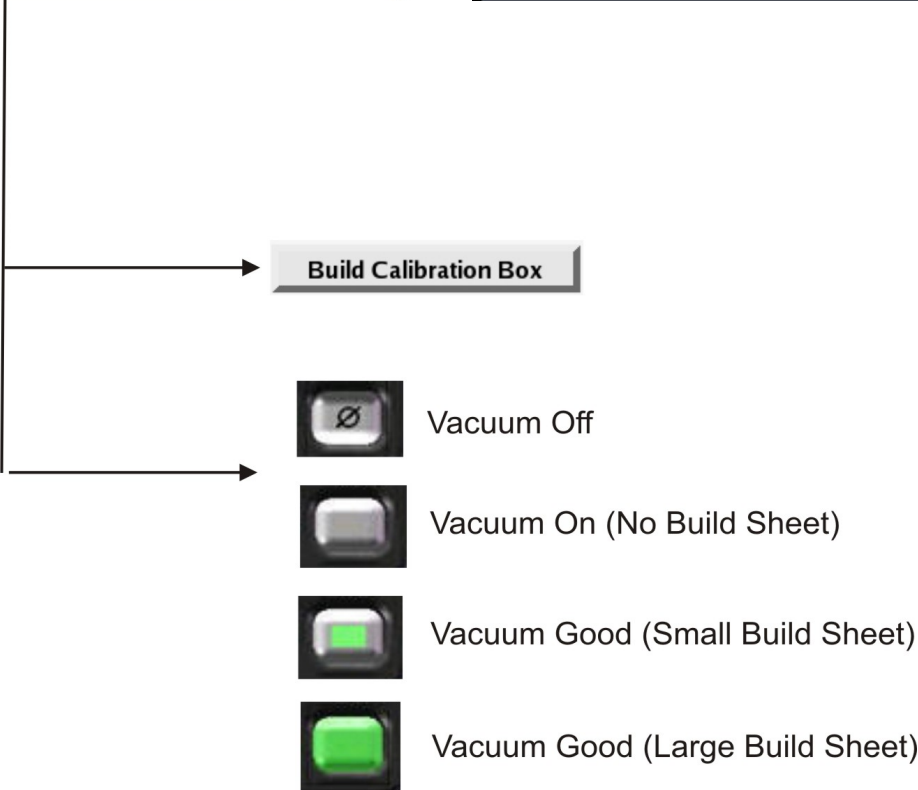 Build Calibration Box
Vacuum Off
Vacuum On (No Build Sheet)
Vacuum Good (Small Build Sheet)
Vacuum Good (Large Build Sheet)